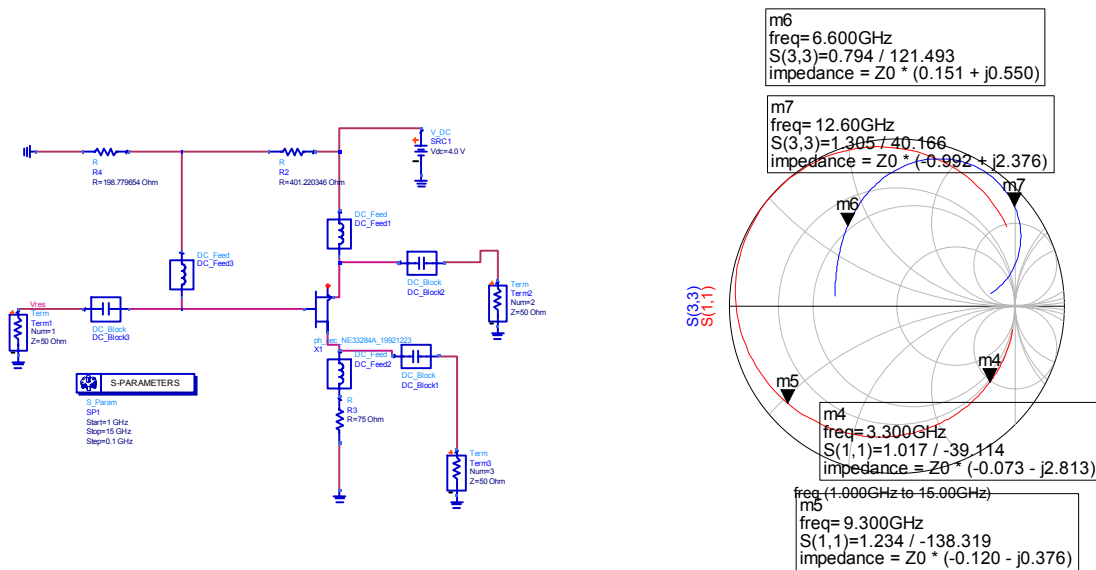 R
R4
R=198.779654 Ohm
R
R2
R=401.220346 Ohm
V_DC
SRC1
Vdc=4.0 V
DC_Feed
DC_Feed1
DC_Feed
DC_Feed3
DC_Block
DC_Block2
Term
Term2
Num=2
Z=50 Ohm
Vres
Term
Term1
Num=1
Z=50 Ohm
DC_Block
DC_Block3
ph_nec_NE33284A_19921223
X1
DC_Feed
DC_Feed2
DC_Block
DC_Block1
R
R3
R=75 Ohm
Term
Term3
Num=3
Z=50 Ohm
S-PARAMETERS
S_Param
SP1
Start=1 GHz
Stop=15 GHz
Step=0.1 GHz
m6
freq=6.600GHz
S(3,3)=0.794 / 121.493
impedance = Z0 * (0.151 + j0.550)
m7
freq=12.60GHz
S(3,3)=1.305 / 40.166
impedance = Z0 * (-0.992 + j2.376)
m6
m7
S(3,3)
S(1,1)
m5
m4
m4
freq=3.300GHz
S(1,1)=1.017 / -39.114
impedance = Z0 * (-0.073 - j2.813)
freq (1.000GHz to 15.00GHz)
m5
freq=9.300GHz
S(1,1)=1.234 / -138.319
impedance = Z0 * (-0.120 - j0.376)